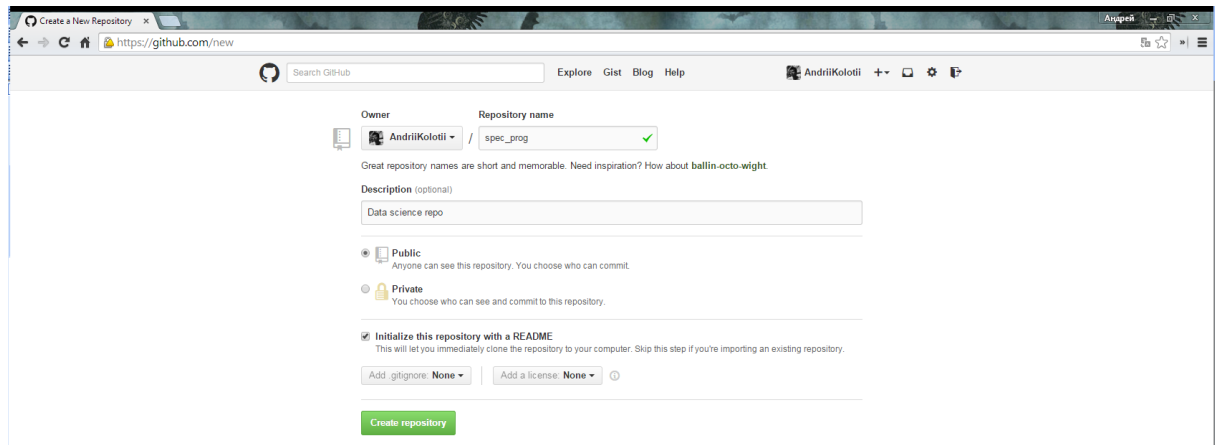 Create a New Repository
Андрей
https://github.com/new
Search GitHub
Explore Gist Blog Help
AndriiKolotii
Owner Repository name
AndriiKolotii / spec_prog
Great repository names are short and memorable. Need inspiration? How about ballin-octo-wight.
Description (optional)
Data science repo
Public
Anyone can see this repository. You choose who can commit.
Private
You choose who can see and commit to this repository.
Initialize this repository with a README
This will let you immediately clone the repository to your computer. Skip this step if you're importing an existing repository.
Add .gitignore: None Add a license: None
Create repository